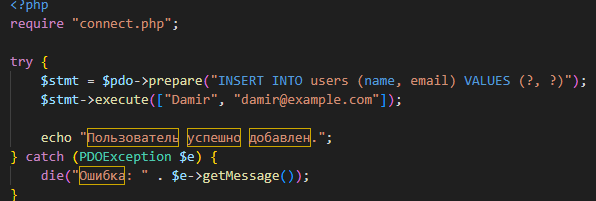 <?php
require "connect.php";
try {
$stmt = $pdo->prepare("INSERT INTO users (name, email) VALUES (?, ?)");
$stmt->execute(["Damir", "damir@example.com"]);
echo "Пользователь успешно добавлен.";
} catch (PDOException $e) {
die("Ошибка: " . $e->getMessage());
}